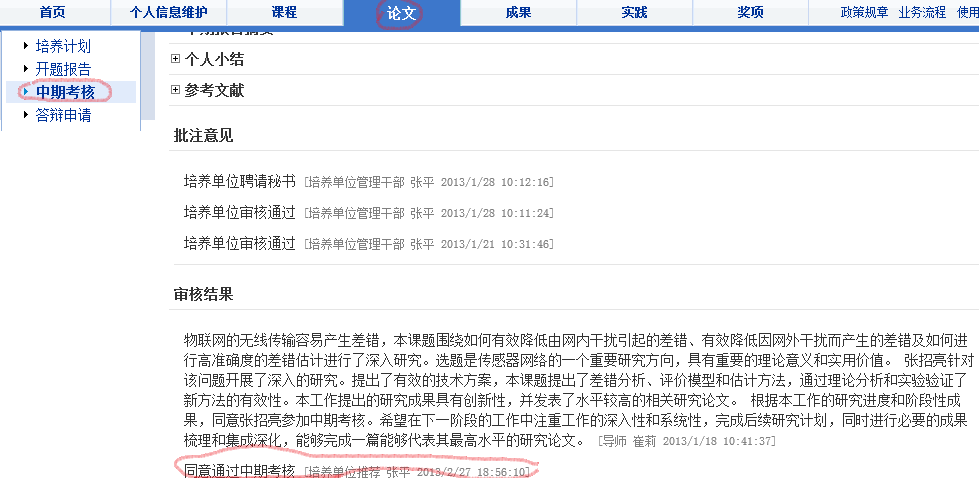 首页 个人信息维护 课程 论文 成果 实践 奖项 政策规章 业务流程 使用
培养计划
开题报告
中期考核
答辩申请
个人小结
参考文献
批注意见
培养单位聘请秘书 [培养单位管理干部 张平 2013/1/28 10:12:16]
培养单位审核通过 [培养单位管理干部 张平 2013/1/28 10:11:24]
培养单位审核通过 [培养单位管理干部 张平 2013/1/21 10:31:46]
审核结果
物联网的无线传输容易产生差错，本课题围绕如何有效降低由网内干扰引起的差错、有效降低因网外干扰而产生的差错及如何进
行高准确度的差错估计进行了深入研究。选题是传感器网络的一个重要研究方向，具有重要的理论意义和实用价值。 张招亮针对
该问题开展了深入的研究。提出了有效的技术方案，本课题提出了差错分析、评价模型和估计方法，通过理论分析和实验验证了
新方法的有效性。本工作提出的研究成果具有创新性，并发表了水平较高的相关研究论文。 根据本工作的研究进度和阶段性成
果，同意张招亮参加中期考核。希望在下一阶段的工作中注重工作的深入性和系统性，完成后续研究计划，同时进行必要的成果
梳理和集成深化，能够完成一篇能够代表其最高水平的研究论文。 [导师 崔莉 2013/1/18 10:41:37]
同意通过中期考核 [培养单位推荐 张平 2013/2/27 18:56:10]